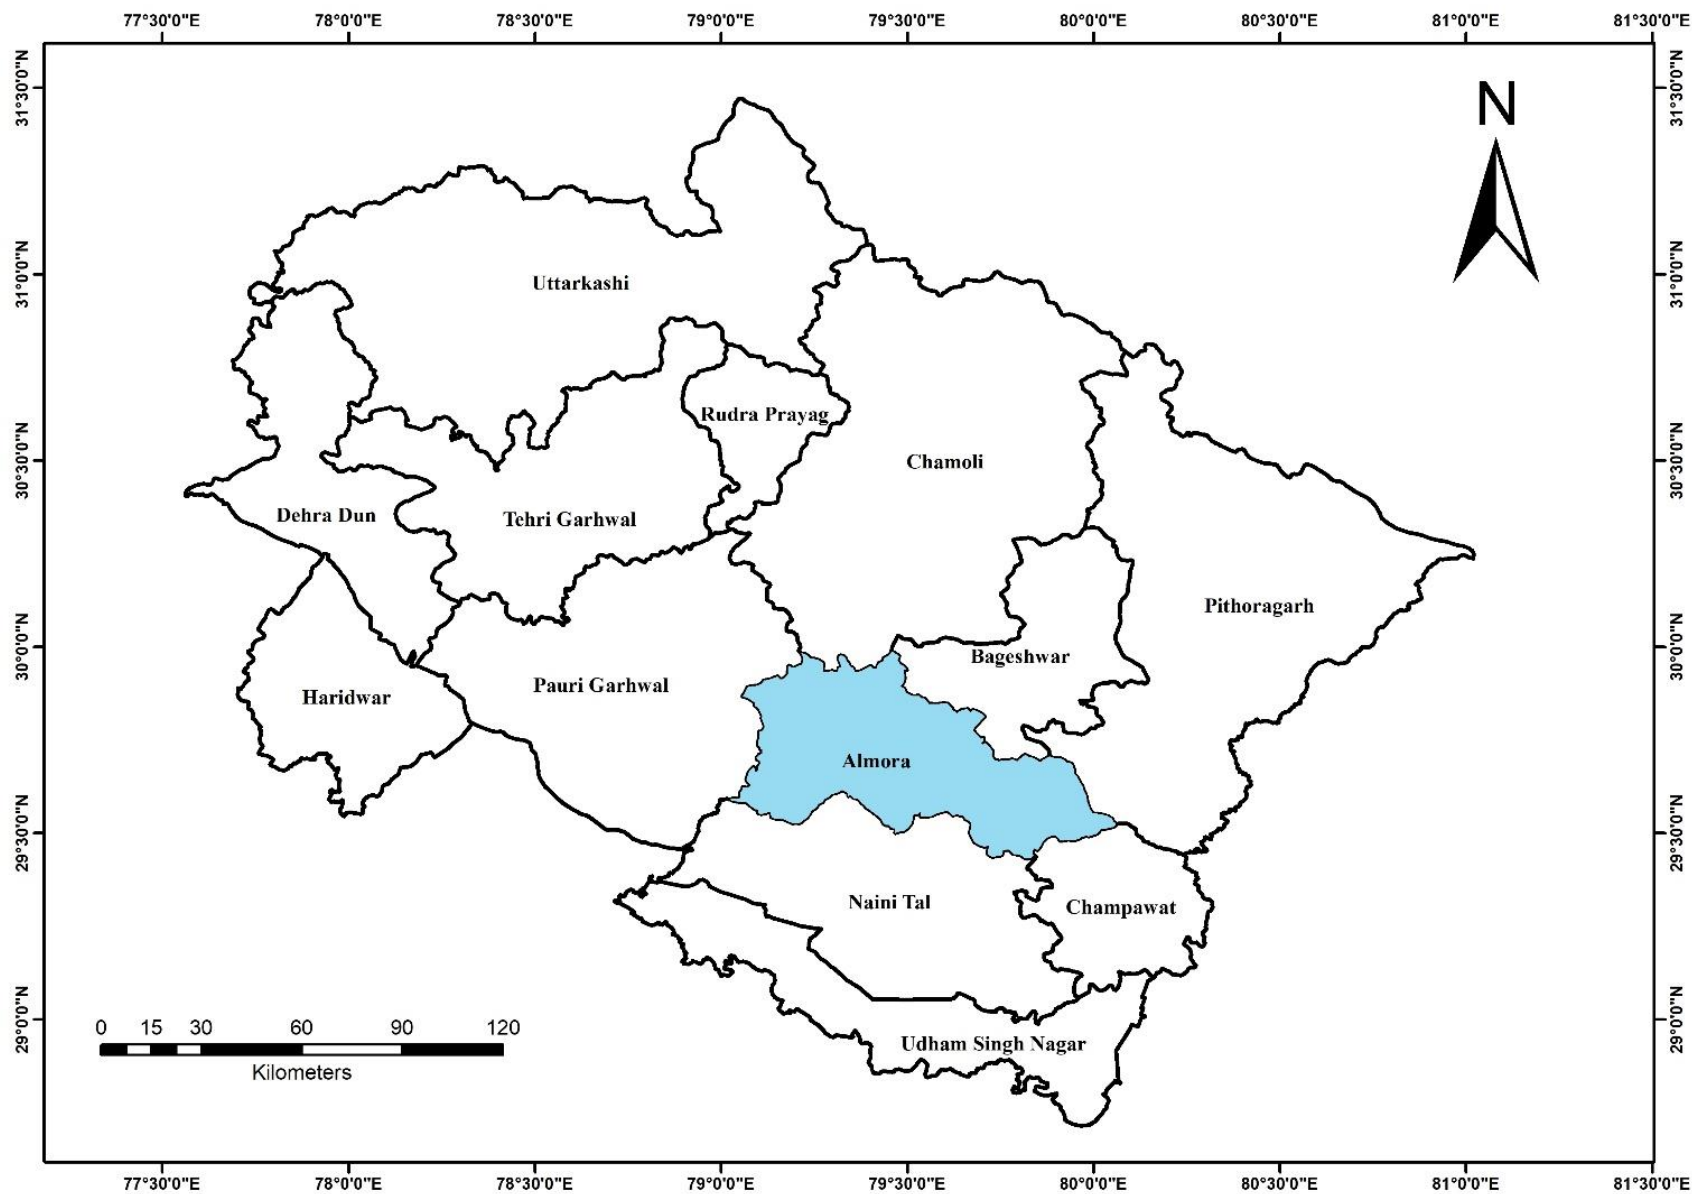 77°30'0"E 78°0'0"E 78°30'0"E 79°0'0"E 79°30'0"E 80°0'0"E 80°30'0"E 81°0'0"E 81°30'0"E
31°30'0"N
31°30'0"N
N
31°0'0"N
31°0'0"N
Uttarkashi
Rudra Prayag
30°30'0"N
30°30'0"N
Chamoli
Dehra Dun
Tehri Garhwal
Pithoragarh
30°0'0"N
30°0'0"N
Bageshwar
Pauri Garhwal
Haridwar
Almora
29°30'0"N
29°30'0"N
Naini Tal
Champawat
29°0'0"N
29°0'0"N
0 15 30 60 90 120
Kilometers
Udham Singh Nagar
77°30'0"E 78°0'0"E 78°30'0"E 79°0'0"E 79°30'0"E 80°0'0"E 80°30'0"E 81°0'0"E 81°30'0"E